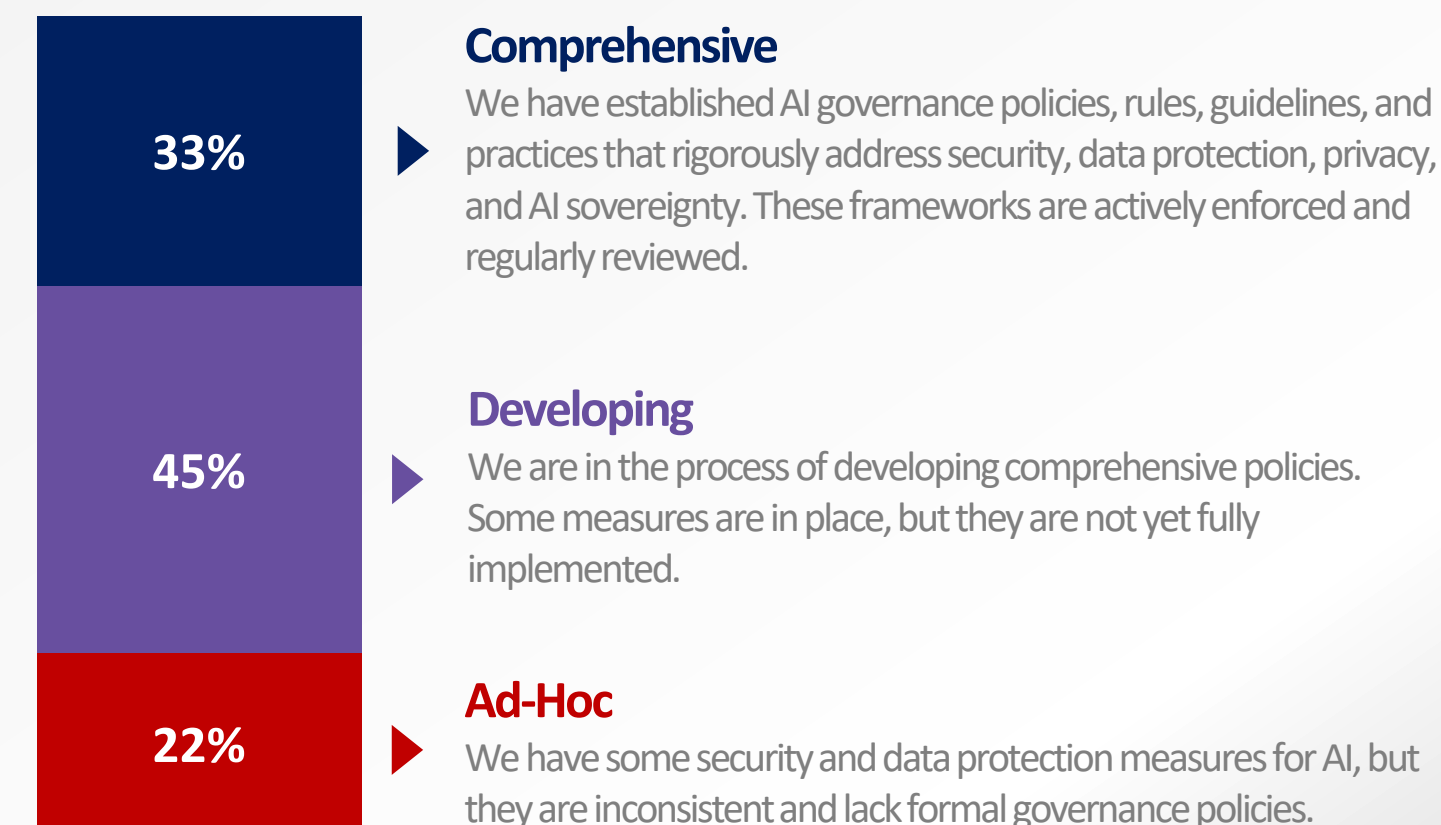 33%
Comprehensive
We have established AI governance policies, rules, guidelines, and
practices that rigorously address security, data protection, privacy,
and AI sovereignty. These frameworks are actively enforced and
regularly reviewed.
45%
Developing
We are in the process of developing comprehensive policies.
Some measures are in place, but they are not yet fully
implemented.
22%
Ad-Hoc
We have some security and data protection measures for AI, but
they are inconsistent and lack formal governance policies.